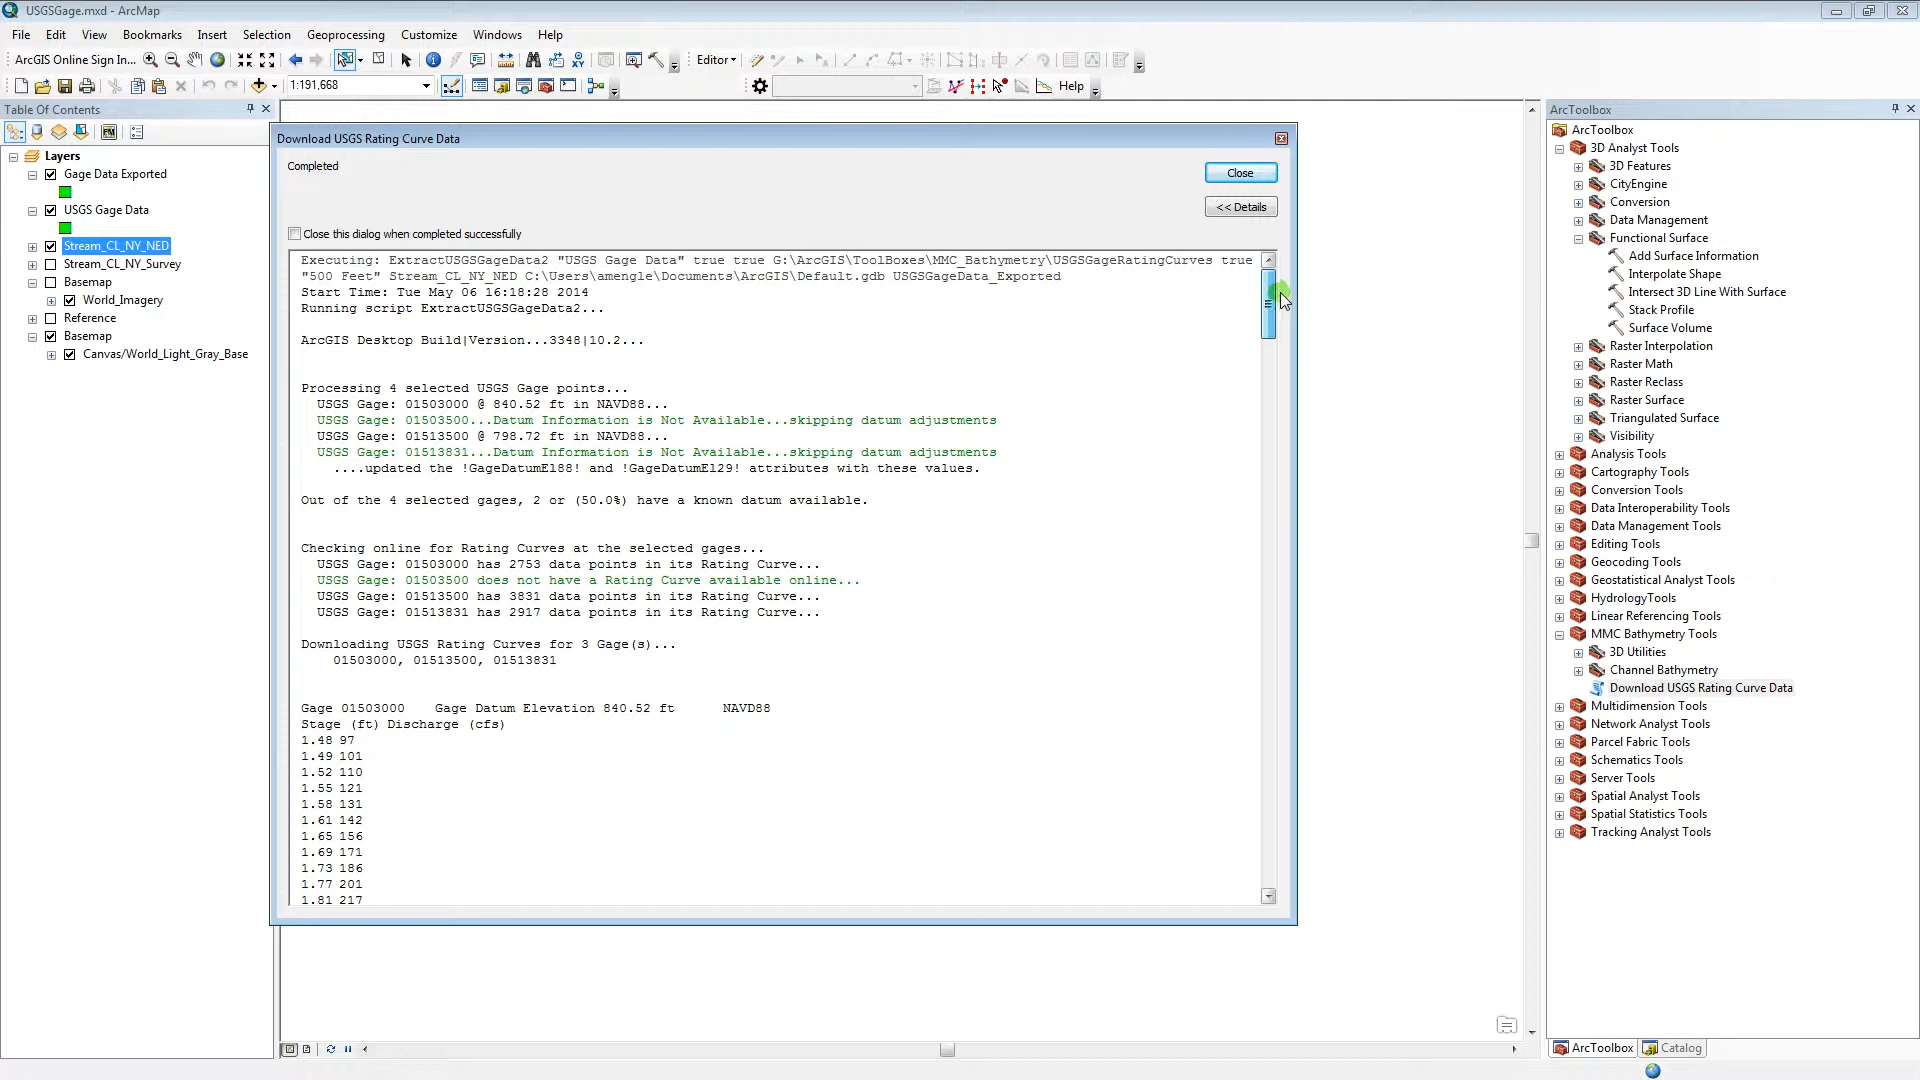 USGSGage.mxd - ArcMap
File Edit View Bookmarks Insert Selection Geoprocessing Customize Windows Help
ArcGIS Online Sign In...
Editor
1:191,668
Help
Table Of Contents
Layers
Gage Data Exported
USGS Gage Data
Stream_CL_NY_NED
Stream_CL_NY_Survey
Basemap
World_Imagery
Reference
Basemap
Canvas/World_Light_Gray_Base
Download USGS Rating Curve Data
Completed
Close
<< Details
Close this dialog when completed successfully
Executing: ExtractUSGSGageData2 "USGS Gage Data" true true G:\ArcGIS\ToolBoxes\MMC_Bathymetry\USGSGageRatingCurves true
"500 Feet" Stream_CL_NY_NED C:\Users\amengle\Documents\ArcGIS\Default.gdb USGSGageData_Exported
Start Time: Tue May 06 16:18:28 2014
Running script ExtractUSGSGageData2...
ArcGIS Desktop Build|Version...3348|10.2...
Processing 4 selected USGS Gage points...
USGS Gage: 01503000 @ 840.52 ft in NAVD88...
USGS Gage: 01503500...Datum Information is Not Available...skipping datum adjustments
USGS Gage: 01513500 @ 798.72 ft in NAVD88...
USGS Gage: 01513831...Datum Information is Not Available...skipping datum adjustments
....updated the !GageDatumEl88! and !GageDatumEl29! attributes with these values.
Out of the 4 selected gages, 2 or (50.0%) have a known datum available.
Checking online for Rating Curves at the selected gages...
USGS Gage: 01503000 has 2753 data points in its Rating Curve...
USGS Gage: 01503500 does not have a Rating Curve available online...
USGS Gage: 01513500 has 3831 data points in its Rating Curve...
USGS Gage: 01513831 has 2917 data points in its Rating Curve...
Downloading USGS Rating Curves for 3 Gage(s)...
01503000, 01513500, 01513831
Gage 01503000 Gage Datum Elevation 840.52 ft NAVD88
Stage (ft) Discharge (cfs)
1.48 97
1.49 101
1.52 110
1.55 121
1.58 131
1.61 142
1.65 156
1.69 171
1.73 186
1.77 201
1.81 217
ArcToolbox
ArcToolbox
3D Analyst Tools
3D Features
CityEngine
Conversion
Data Management
Functional Surface
Add Surface Information
Interpolate Shape
Intersect 3D Line With Surface
Stack Profile
Surface Volume
Raster Interpolation
Raster Math
Raster Reclass
Raster Surface
Triangulated Surface
Visibility
Analysis Tools
Cartography Tools
Conversion Tools
Data Interoperability Tools
Data Management Tools
Editing Tools
Geocoding Tools
Geostatistical Analyst Tools
HydrologyTools
Linear Referencing Tools
MMC Bathymetry Tools
3D Utilities
Channel Bathymetry
Download USGS Rating Curve Data
Multidimension Tools
Network Analyst Tools
Parcel Fabric Tools
Schematics Tools
Server Tools
Spatial Analyst Tools
Spatial Statistics Tools
Tracking Analyst Tools
ArcToolbox Catalog